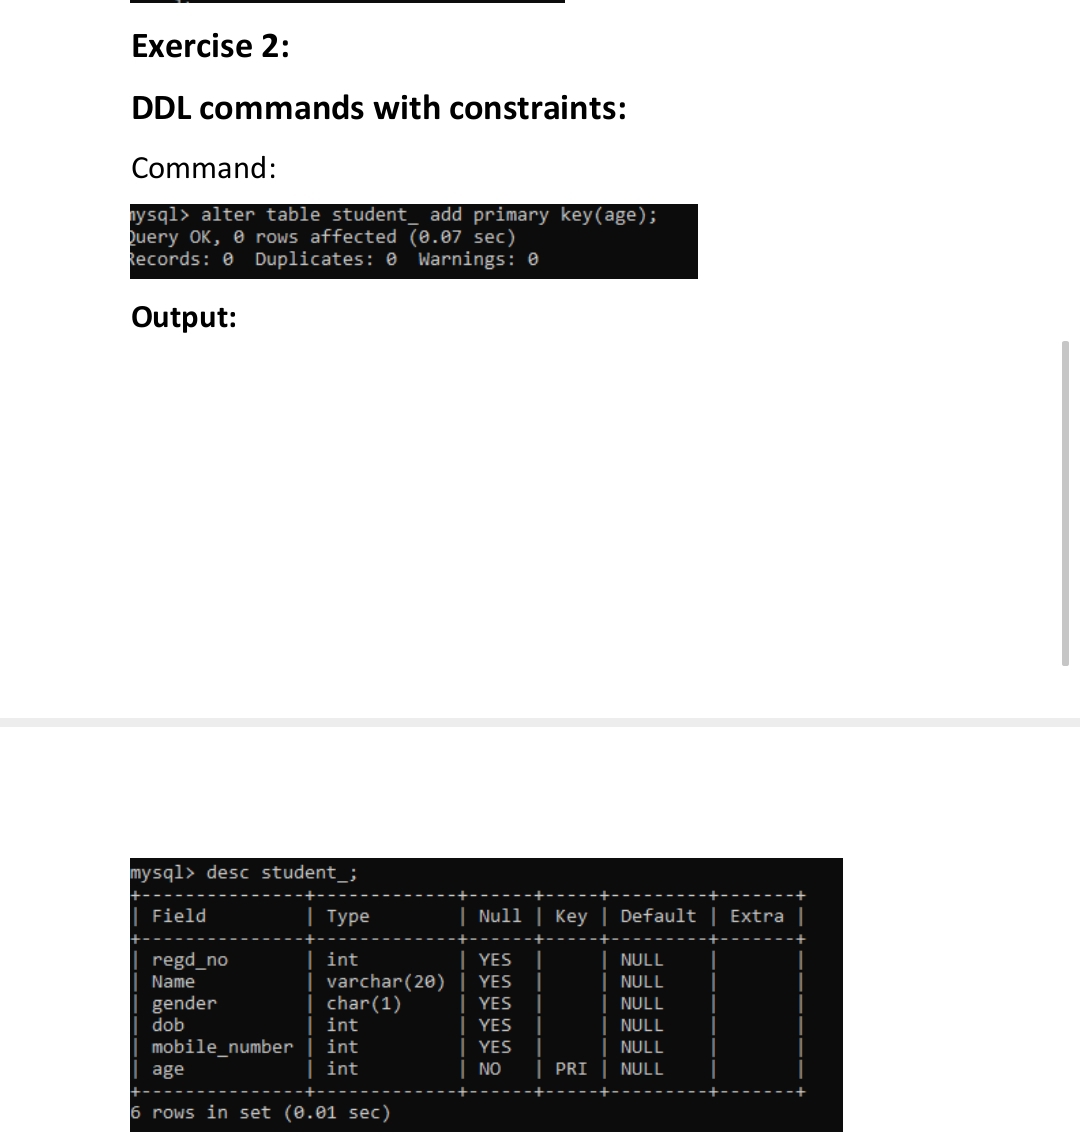 Exercise 2:
DDL commands with constraints:
Command:
mysql> alter table student_ add primary key(age);
Query OK, 0 rows affected (0.07 sec)
Records: 0  Duplicates: 0  Warnings: 0
Output:
mysql> desc student_;
+---------------+-------------+------+-----+---------+-------+
| Field         | Type        | Null | Key | Default | Extra |
+---------------+-------------+------+-----+---------+-------+
| regd_no       | int         | YES  |     | NULL    |       |
| Name          | varchar(20) | YES  |     | NULL    |       |
| gender        | char(1)     | YES  |     | NULL    |       |
| dob           | int         | YES  |     | NULL    |       |
| mobile_number | int         | YES  |     | NULL    |       |
| age           | int         | NO   | PRI | NULL    |       |
+---------------+-------------+------+-----+---------+-------+
6 rows in set (0.01 sec)